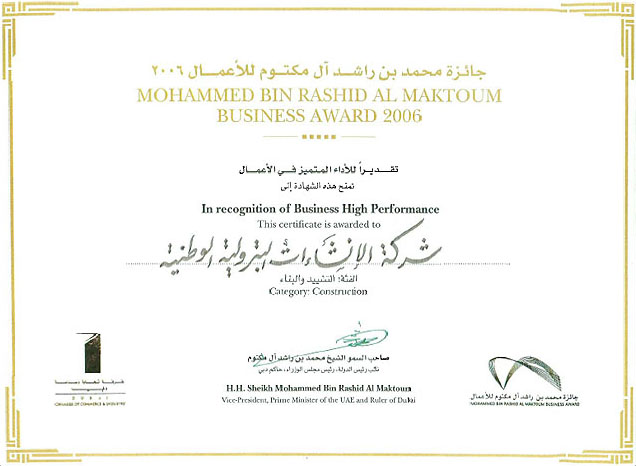 جائزة محمد بن راشد آل مكتوم للأعمال ٢٠٠٦
MOHAMMED BIN RASHID AL MAKTOUM
BUSINESS AWARD 2006
تقديراً للأداء المتميز في الأعمال
تمنح هذه الشهادة إلى
In recognition of Business High Performance
This certificate is awarded to
شركة الإنشاءات البترولية الوطنية
الفئة: التشييد والبناء
Category: Construction
صاحب السمو الشيخ محمد بن راشد آل مكتوم
نائب رئيس الدولة، رئيس مجلس الوزراء، حاكم دبي
H.H. Sheikh Mohammed Bin Rashid Al Maktoum
Vice-President, Prime Minister of the UAE and Ruler of Dubai
غرفة تجارة وصناعة
دبي
DUBAI
CHAMBER OF COMMERCE & INDUSTRY
جائزة محمد بن راشد آل مكتوم للأعمال
MOHAMMED BIN RASHID AL MAKTOUM BUSINESS AWARD